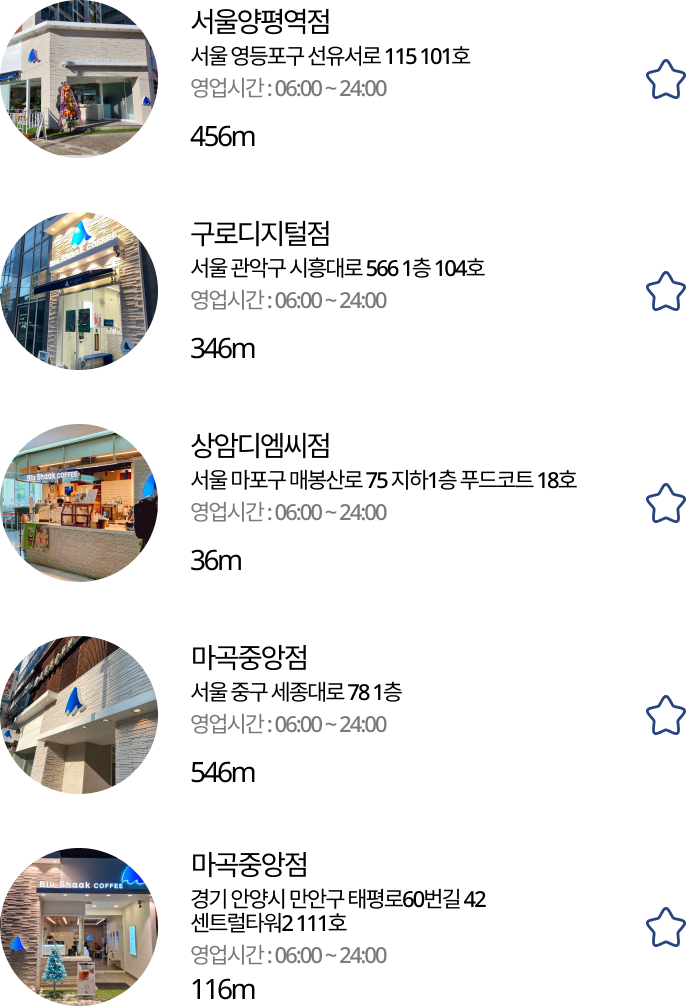 서울양평역점
서울 영등포구 선유서로 115 101호
영업시간 : 06:00 ~ 24:00
456m
Blu Shaak COFFEE
구로디지털점
서울 관악구 시흥대로 566 1층 104호
영업시간 : 06:00 ~ 24:00
346m
Blu Shaak COFFEE
상암디엠씨점
서울 마포구 매봉산로 75 지하1층 푸드코트 18호
영업시간 : 06:00 ~ 24:00
36m
마곡중앙점
서울 중구 세종대로 78 1층
영업시간 : 06:00 ~ 24:00
546m
Blu Shaak COFFEE
마곡중앙점
경기 안양시 만안구 태평로60번길 42
센트럴타워2 111호
영업시간 : 06:00 ~ 24:00
116m